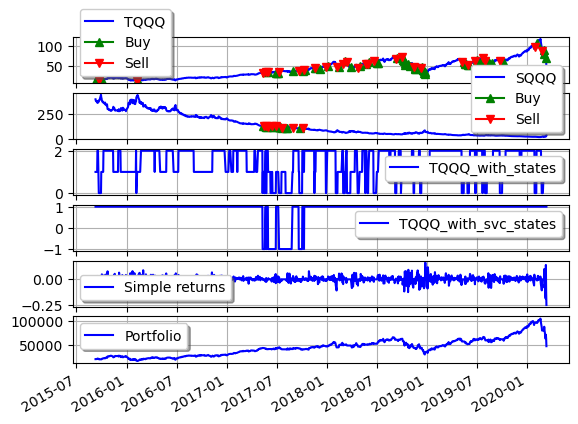 TQQQ
Buy
Sell
100
50
SQQQ
Buy
Sell
250
0
2
0
TQQQ_with_states
1
0
−1
TQQQ_with_svc_states
0.00
−0.25
Simple returns
100000
50000
Portfolio
2015-07 2016-01 2016-07 2017-01 2017-07 2018-01 2018-07 2019-01 2019-07 2020-01